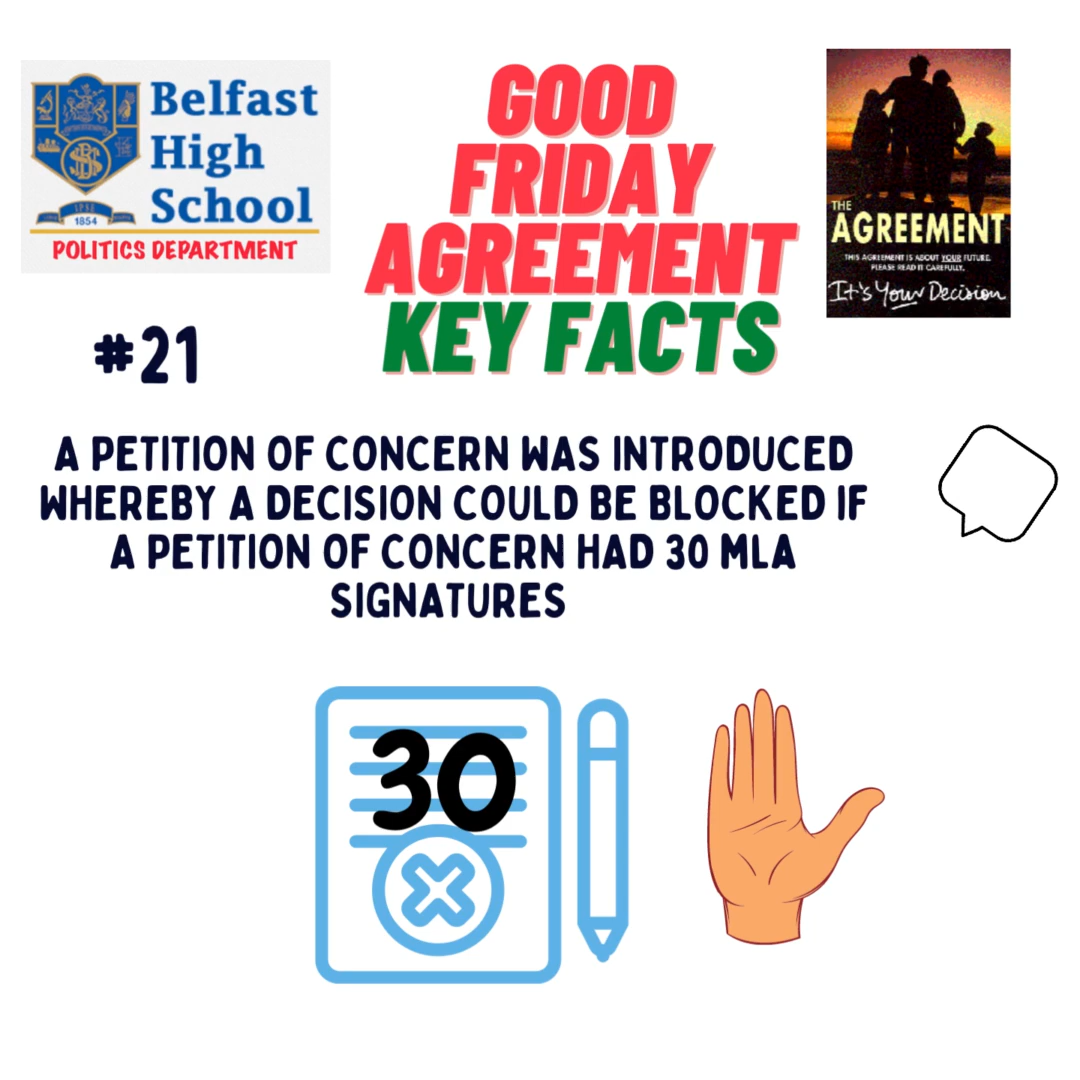 Belfast
High
School
1854
POLITICS DEPARTMENT
GOOD
FRIDAY
AGREEMENT
KEY FACTS
THE
AGREEMENT
THIS AGREEMENT IS ABOUT YOUR FUTURE.
PLEASE READ IT CAREFULLY.
It's Your Decision
#21
A PETITION OF CONCERN WAS INTRODUCED
WHEREBY A DECISION COULD BE BLOCKED IF
A PETITION OF CONCERN HAD 30 MLA
SIGNATURES
30